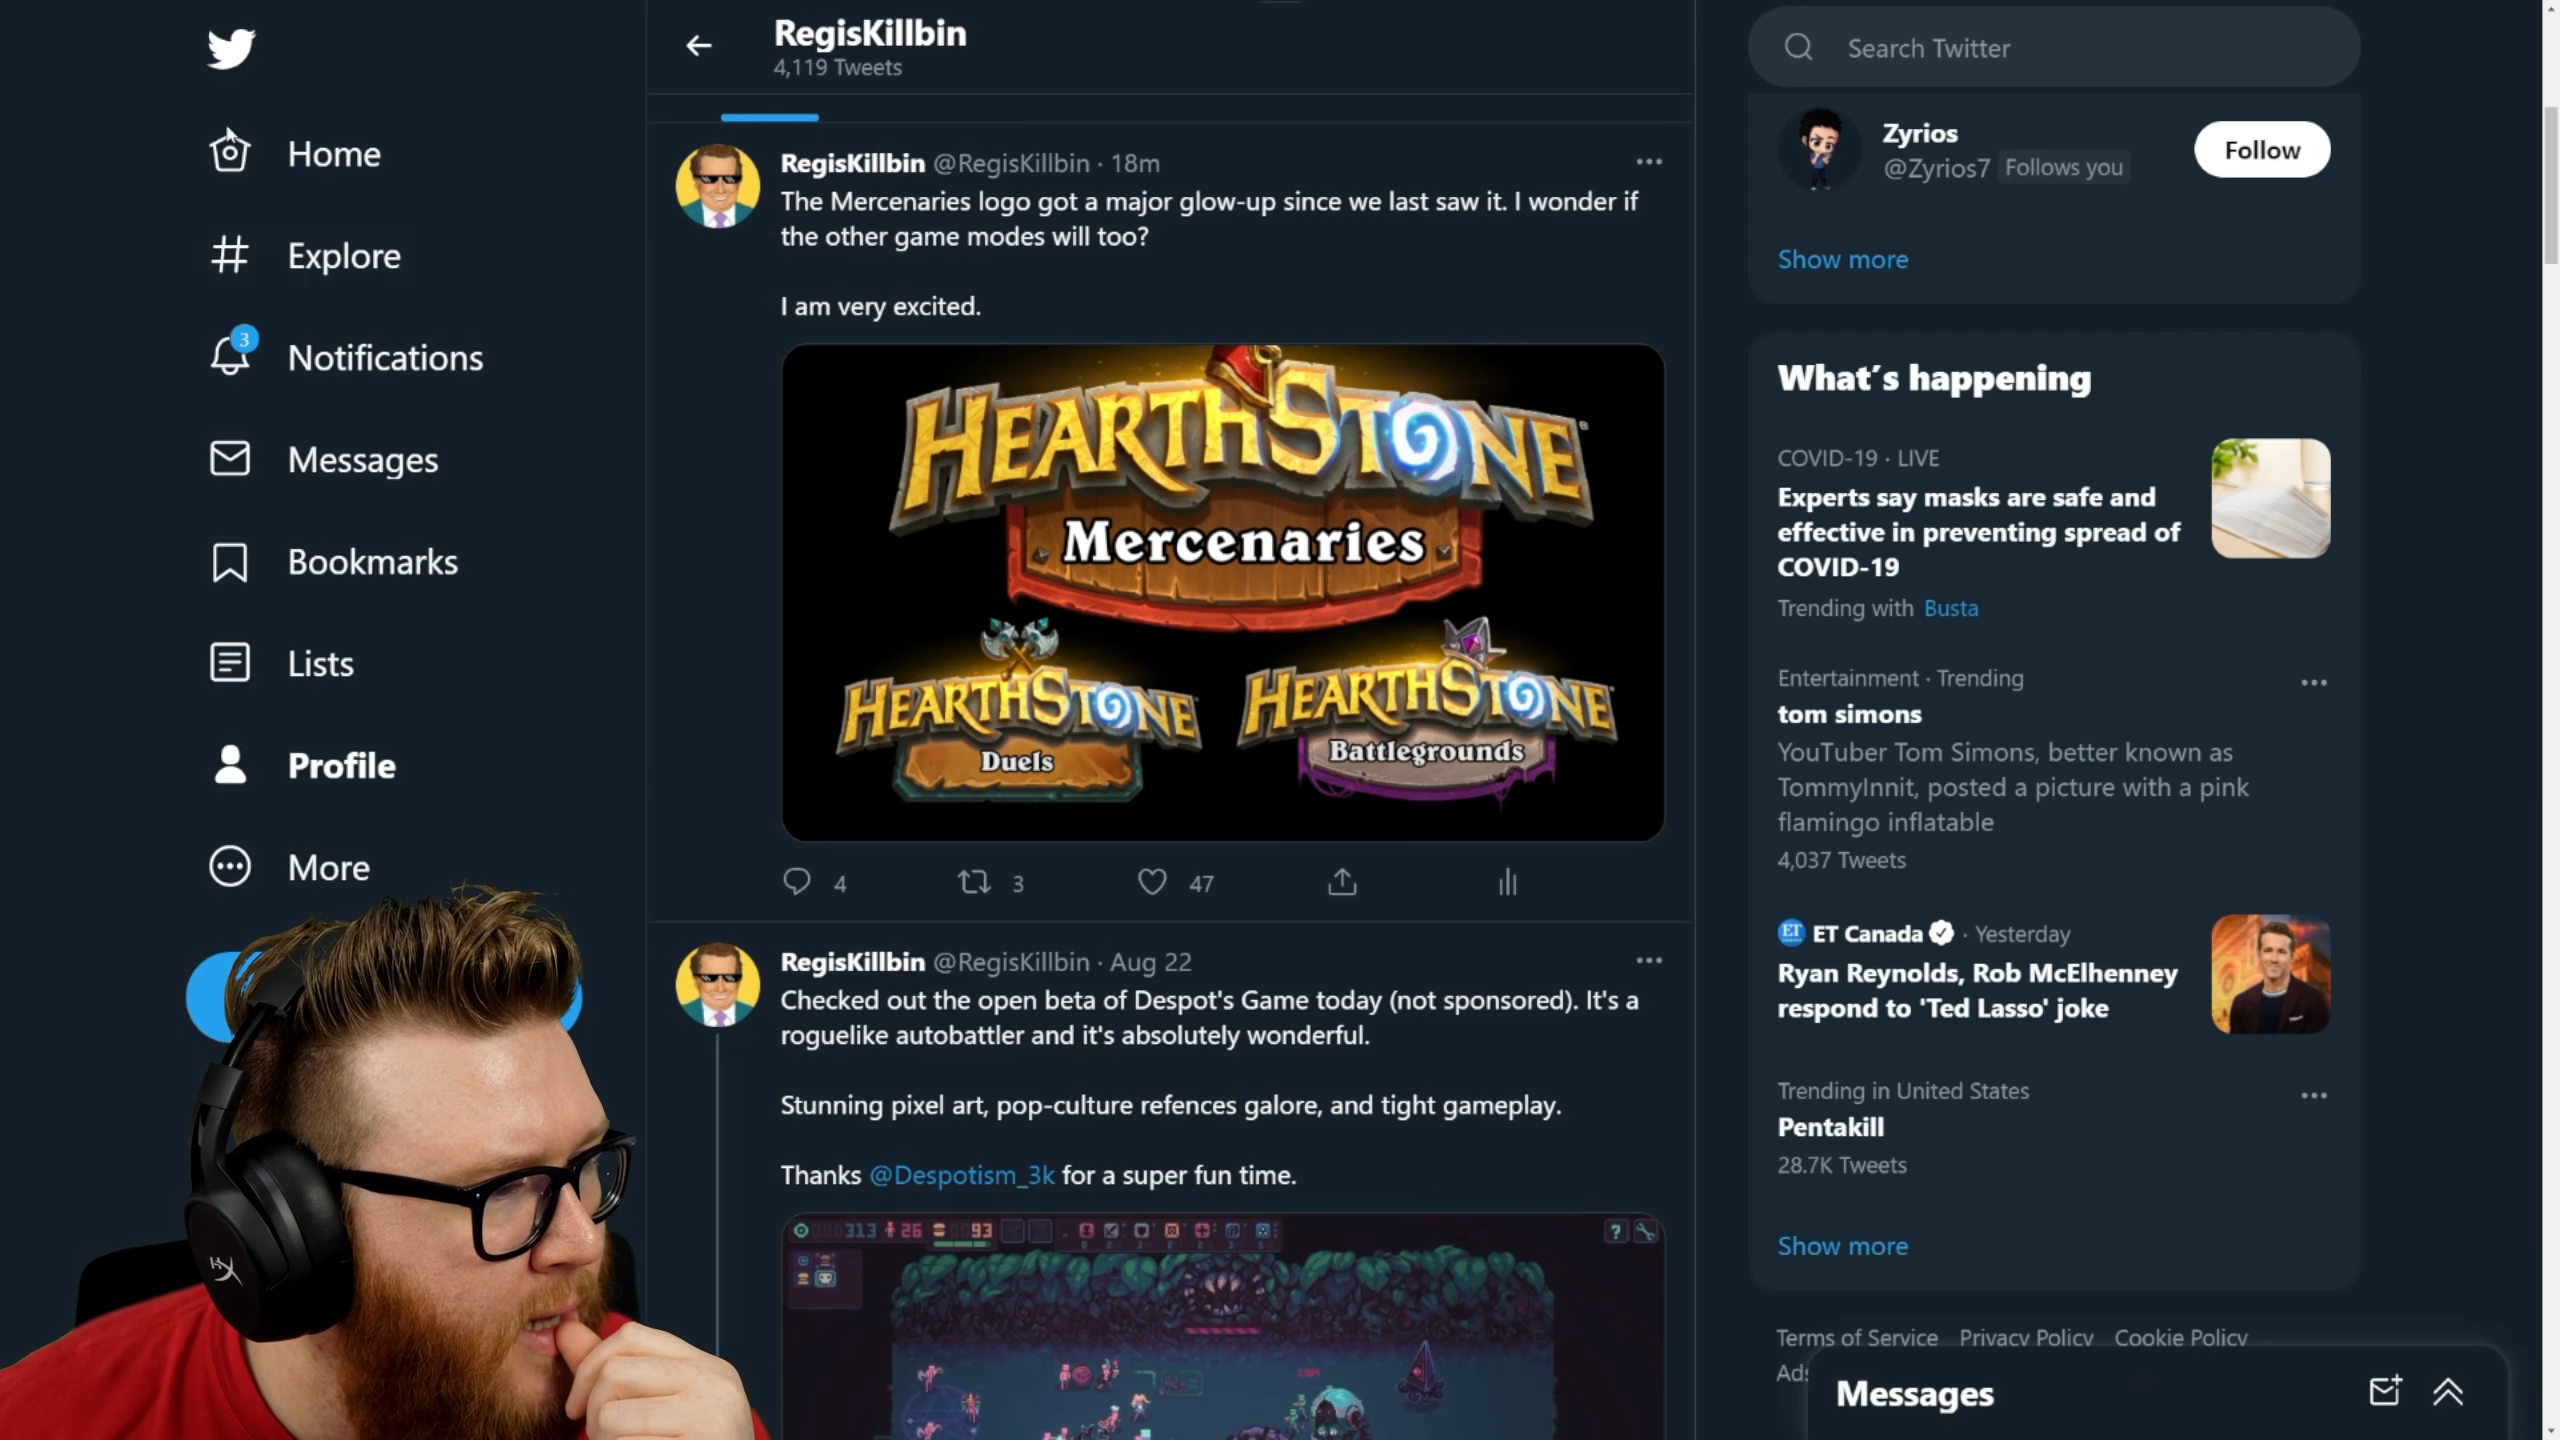 Home
Explore
3
Notifications
Messages
Bookmarks
Lists
Profile
More
RegisKillbin
4,119 Tweets
RegisKillbin @RegisKillbin · 18m
The Mercenaries logo got a major glow-up since we last saw it. I wonder if
the other game modes will too?
I am very excited.
HEARTHSTONE
Mercenaries
HEARTHSTONE
Duels
HEARTHSTONE
Battlegrounds
4 3 47
RegisKillbin @RegisKillbin · Aug 22
Checked out the open beta of Despot's Game today (not sponsored). It's a
roguelike autobattler and it's absolutely wonderful.
Stunning pixel art, pop-culture refences galore, and tight gameplay.
Thanks @Despotism_3k for a super fun time.
313 26 93
?
Search Twitter
Zyrios
@Zyrios7 Follows you
Follow
Show more
What's happening
COVID-19 · LIVE
Experts say masks are safe and
effective in preventing spread of
COVID-19
Trending with Busta
Entertainment · Trending
tom simons
YouTuber Tom Simons, better known as
TommyInnit, posted a picture with a pink
flamingo inflatable
4,037 Tweets
ET ET Canada · Yesterday
Ryan Reynolds, Rob McElhenney
respond to 'Ted Lasso' joke
Trending in United States
Pentakill
28.7K Tweets
Show more
Terms of Service Privacy Policy Cookie Policy
Ads
Messages
HX